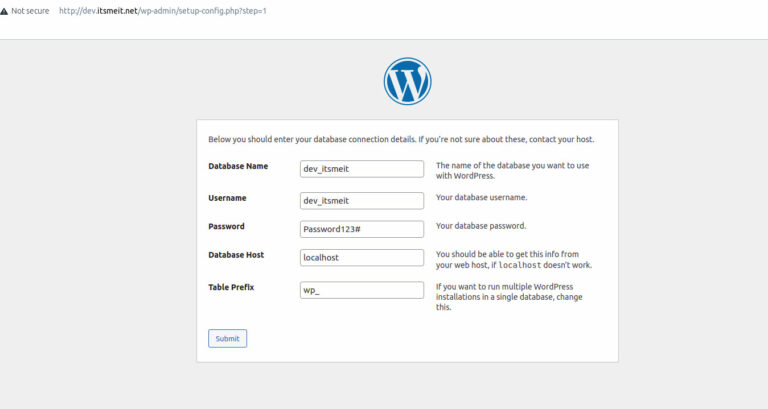 Not secure http://dev.itsmeit.net/wp-admin/setup-config.php?step=1
Below you should enter your database connection details. If you're not sure about these, contact your host.
Database Name
dev_itsmeit
The name of the database you want to use
with WordPress.
Username
dev_itsmeit
Your database username.
Password
Password123#
Your database password.
Database Host
localhost
You should be able to get this info from
your web host, if localhost doesn't work.
Table Prefix
wp_
If you want to run multiple WordPress
installations in a single database, change
this.
Submit